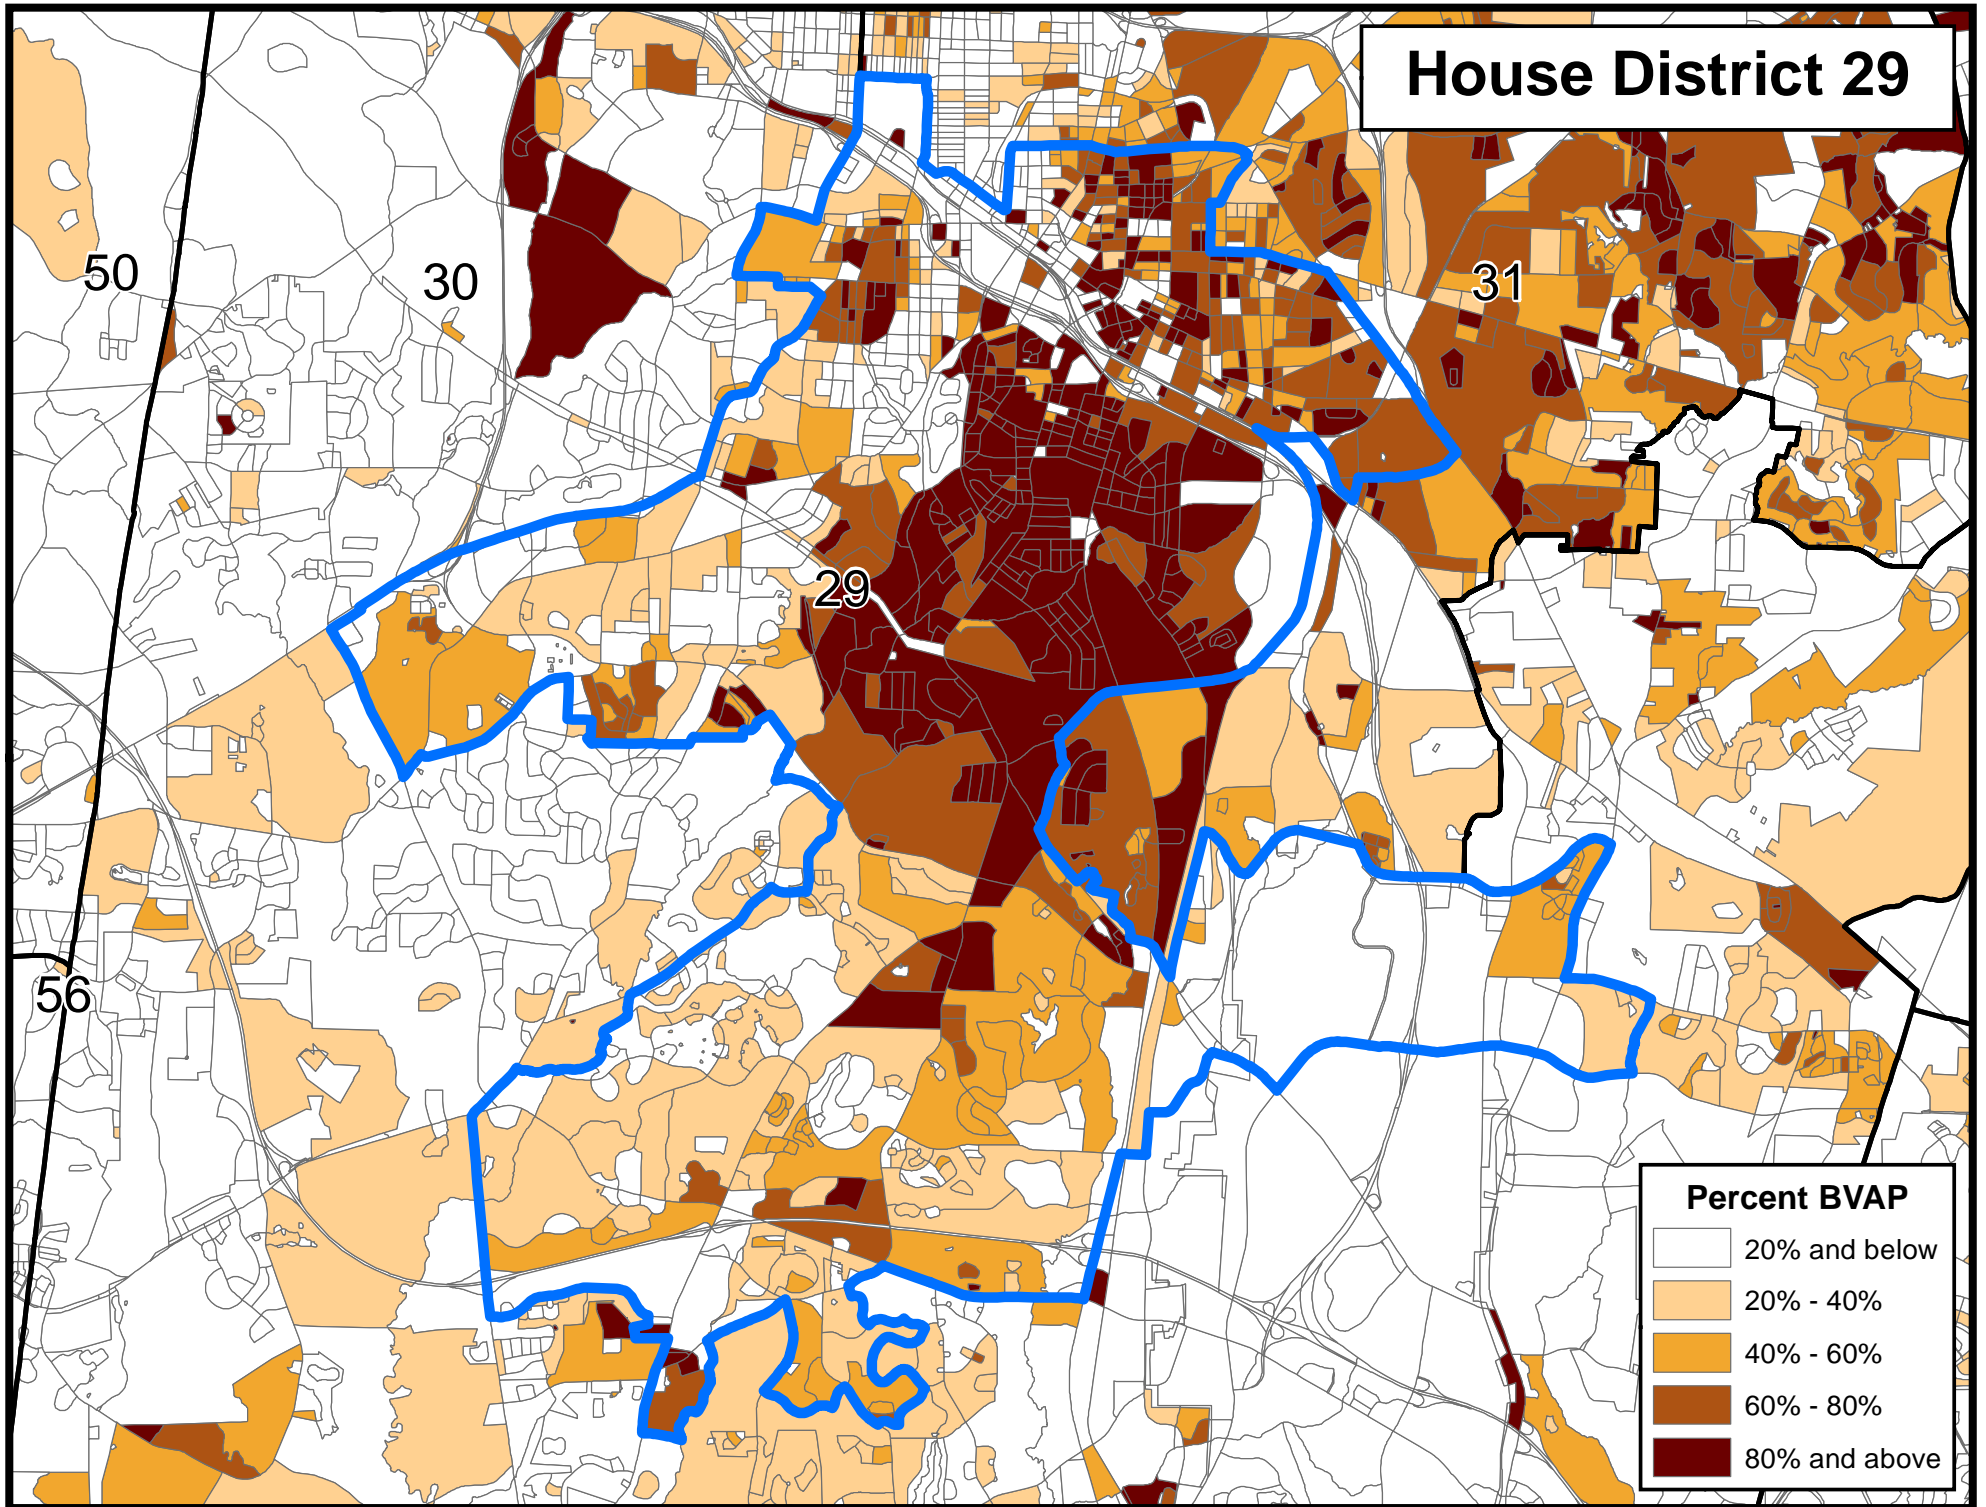 House District 29
50
30
31
29
56
Percent BVAP
20% and below
20% - 40%
40% - 60%
60% - 80%
80% and above